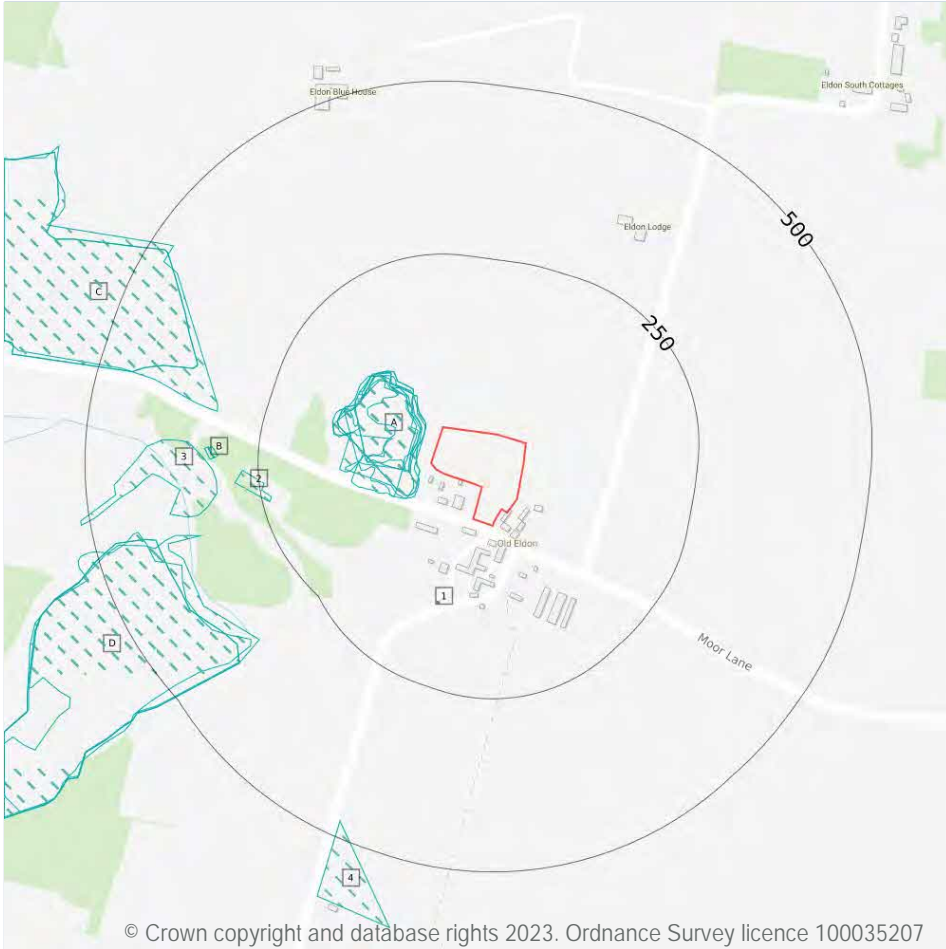 Eldon Blue House
Eldon South Cottages
500
Eldon Lodge
C
250
A
B
3
2
Old Eldon
1
D
Moor Lane
4
© Crown copyright and database rights 2023. Ordnance Survey licence 100035207